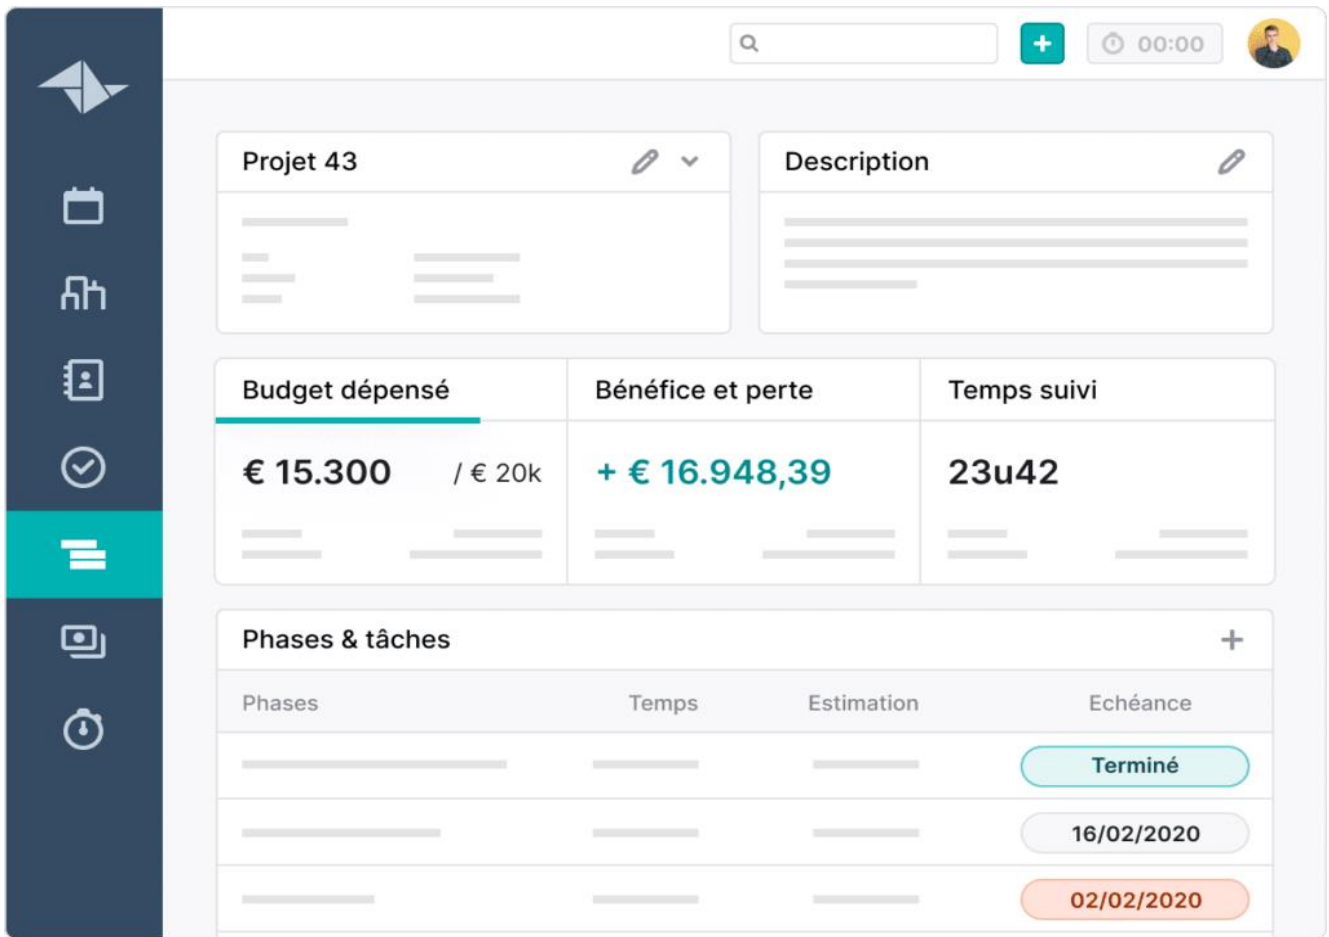 + 00:00
Projet 43
Description
Budget dépensé
Bénéfice et perte
Temps suivi
€ 15.300 / € 20k
+ € 16.948,39
23u42
Phases & tâches +
Phases Temps Estimation Echéance
Terminé
16/02/2020
02/02/2020